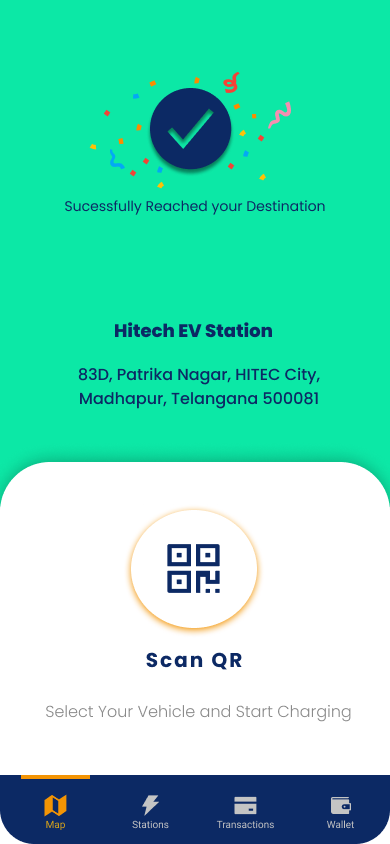 Sucessfully Reached your Destination
Hitech EV Station
83D, Patrika Nagar, HITEC City,
Madhapur, Telangana 500081
Scan QR
Select Your Vehicle and Start Charging
Map
Stations
Transactions
Wallet